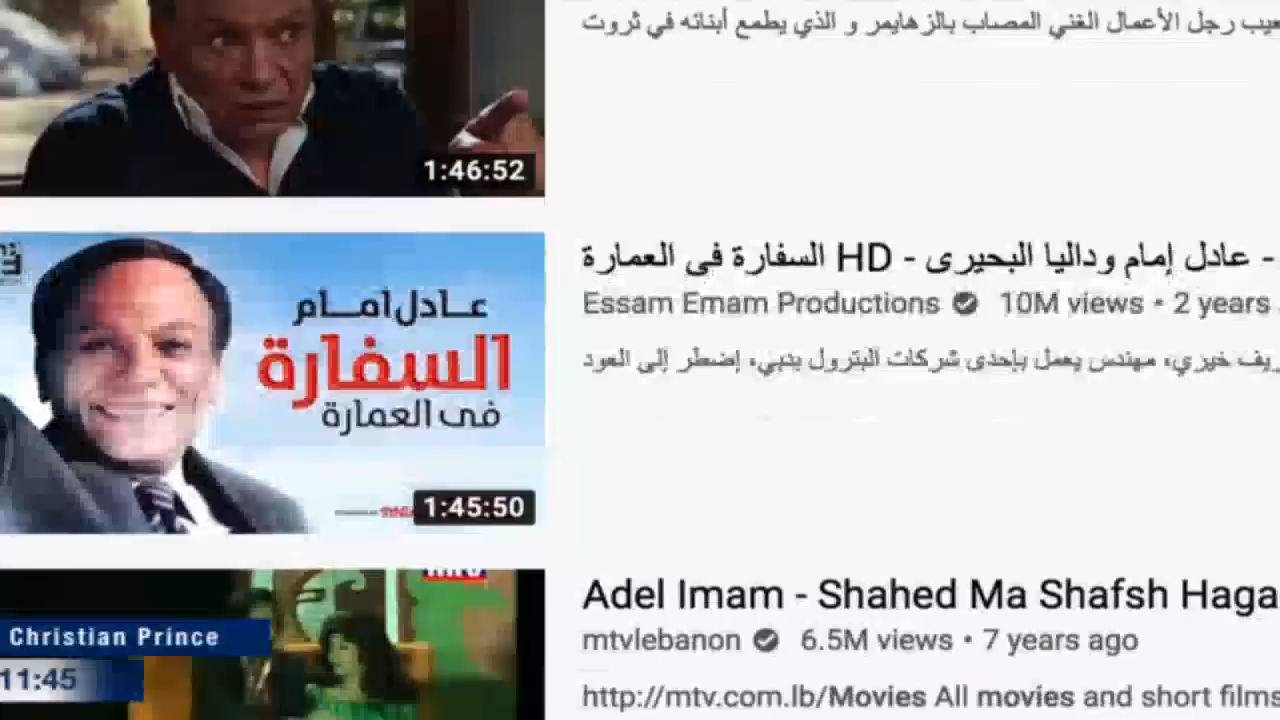 عيب رجل الأعمال الغني المصاب بالزهايمر و الذي يطمع أبنائه في ثروت
1:46:52
عادل امام
السفارة
فى العمارة
1:45:50
السفارة فى العمارة HD - عادل إمام وداليا البحيرى -
Essam Emam Productions 10M views • 2 years
ريف خيري، مهندس يعمل بإحدى شركات البترول بدبي، إضطر إلى العود
Christian Prince
11:45
Adel Imam - Shahed Ma Shafsh Haga
mtvlebanon 6.5M views • 7 years ago
http://mtv.com.lb/Movies All movies and short films